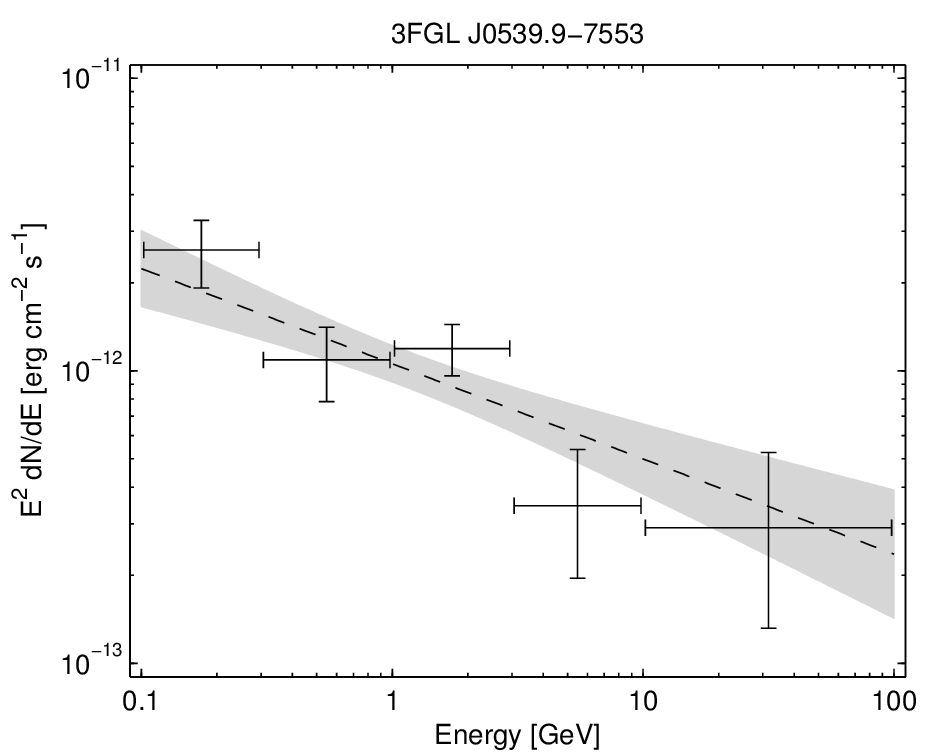 3FGL J0539.9−7553
10⁻¹¹
10⁻¹²
10⁻¹³
E² dN/dE [erg cm⁻² s⁻¹]
0.1 1 10 100
Energy [GeV]